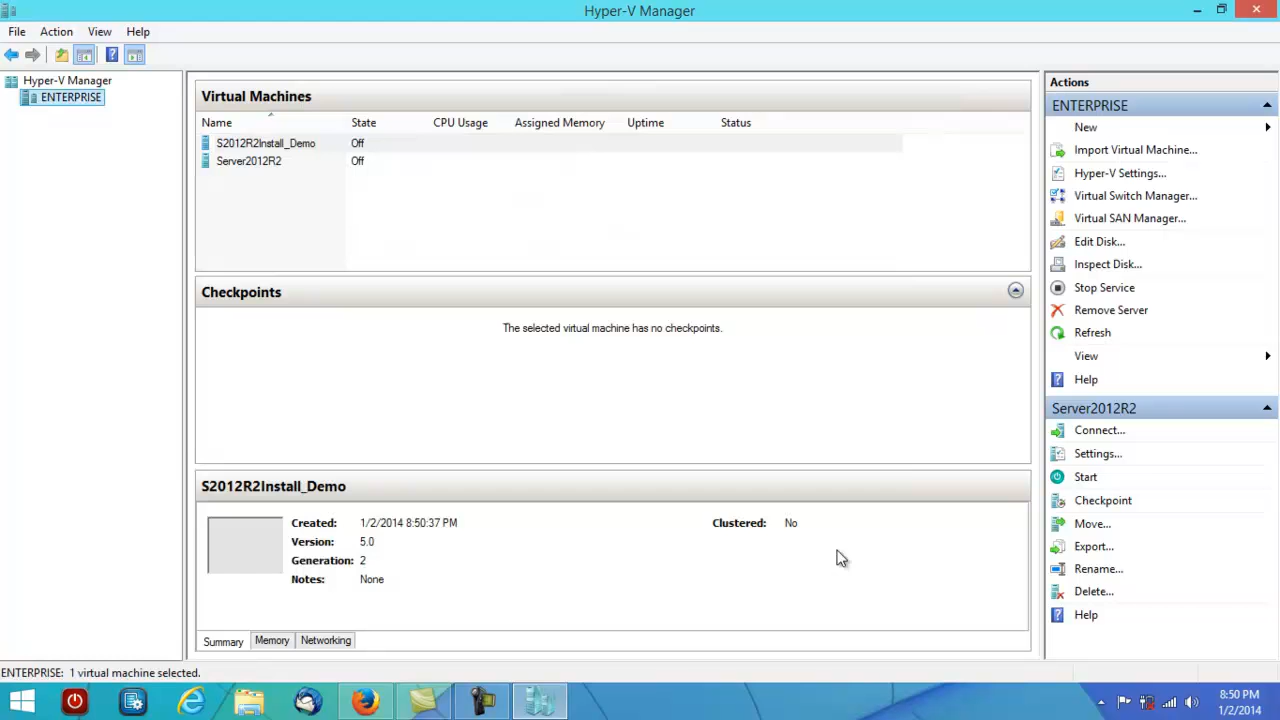 Hyper-V Manager
File Action View Help
Hyper-V Manager
ENTERPRISE
Virtual Machines
Name State CPU Usage Assigned Memory Uptime Status
S2012R2Install_Demo Off
Server2012R2 Off
Checkpoints
The selected virtual machine has no checkpoints.
S2012R2Install_Demo
Created: 1/2/2014 8:50:37 PM Clustered: No
Version: 5.0
Generation: 2
Notes: None
Summary Memory Networking
Actions
ENTERPRISE
New
Import Virtual Machine...
Hyper-V Settings...
Virtual Switch Manager...
Virtual SAN Manager...
Edit Disk...
Inspect Disk...
Stop Service
Remove Server
Refresh
View
Help
Server2012R2
Connect...
Settings...
Start
Checkpoint
Move...
Export...
Rename...
Delete...
Help
ENTERPRISE: 1 virtual machine selected.
8:50 PM
1/2/2014